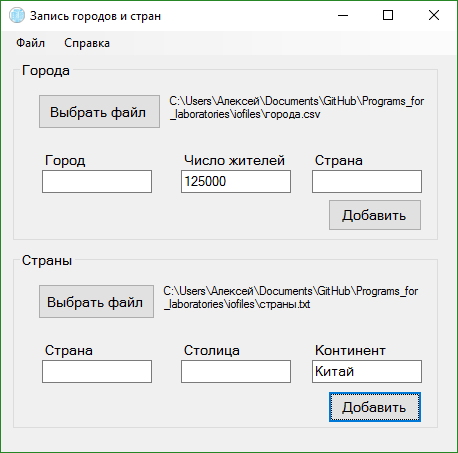 Запись городов и стран
Файл Справка
Города
Выбрать файл
C:\Users\Алексей\Documents\GitHub\Programs_for
_laboratories\iofiles\города.csv
Город Число жителей Страна
125000
Добавить
Страны
Выбрать файл
C:\Users\Алексей\Documents\GitHub\Programs_for
_laboratories\iofiles\страны.txt
Страна Столица Континент
Китай
Добавить